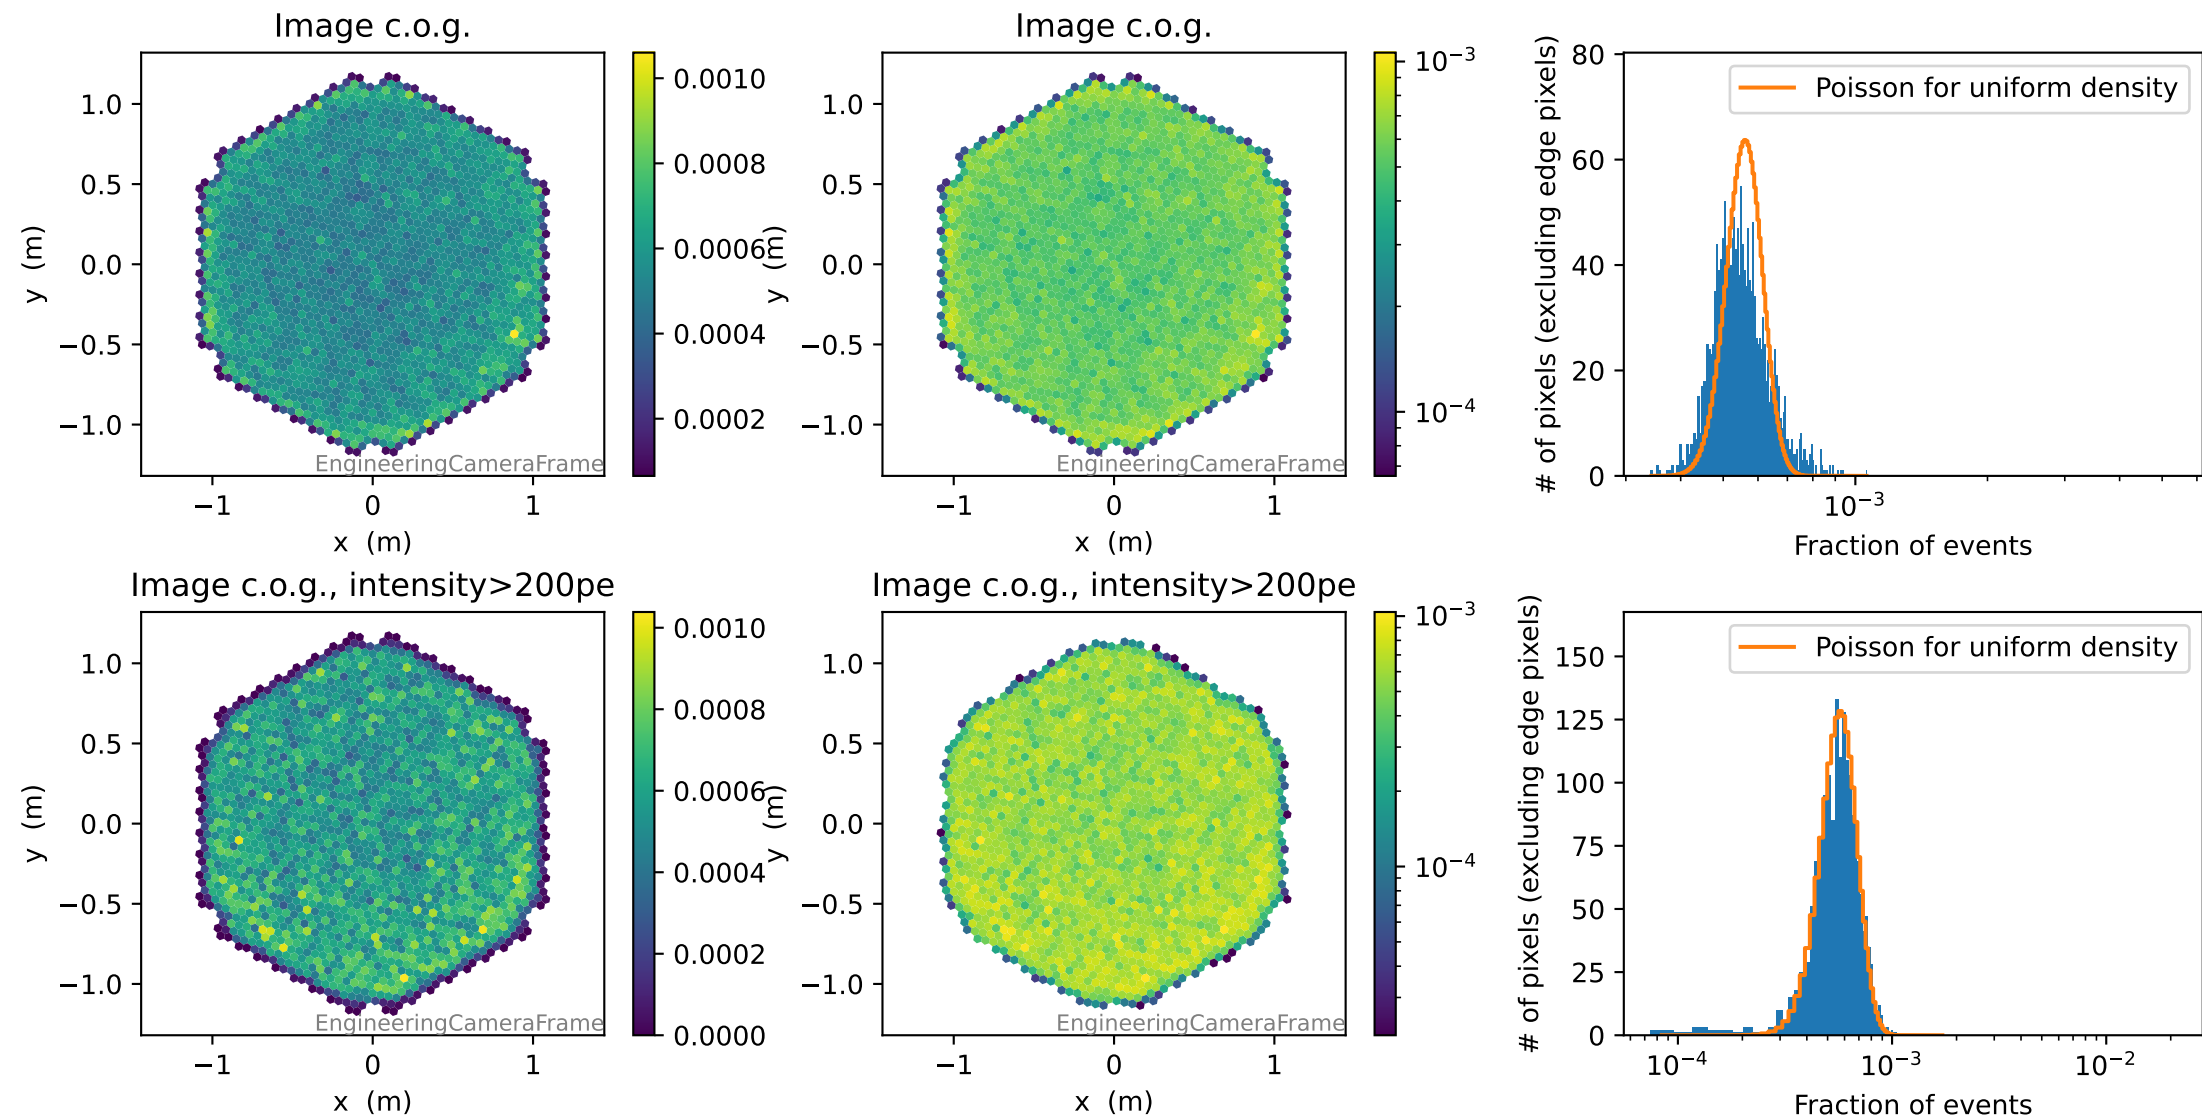 Image c.o.g.
1.0
0.5
0.0
−0.5
−1.0
y (m)
−1
0
1
x (m)
EngineeringCameraFrame
0.0010
0.0008
0.0006
0.0004
0.0002
Image c.o.g.
1.0
0.5
0.0
−0.5
−1.0
y (m)
−1
0
1
x (m)
EngineeringCameraFrame
10⁻³
10⁻⁴
# of pixels (excluding edge pixels)
80
60
40
20
0
Poisson for uniform density
10⁻³
Fraction of events
Image c.o.g., intensity>200pe
1.0
0.5
0.0
−0.5
−1.0
y (m)
−1
0
1
x (m)
EngineeringCameraFrame
0.0010
0.0008
0.0006
0.0004
0.0002
0.0000
Image c.o.g., intensity>200pe
1.0
0.5
0.0
−0.5
−1.0
y (m)
−1
0
1
x (m)
EngineeringCameraFrame
10⁻³
10⁻⁴
# of pixels (excluding edge pixels)
150
125
100
75
50
25
0
Poisson for uniform density
10⁻⁴
10⁻³
10⁻²
Fraction of events